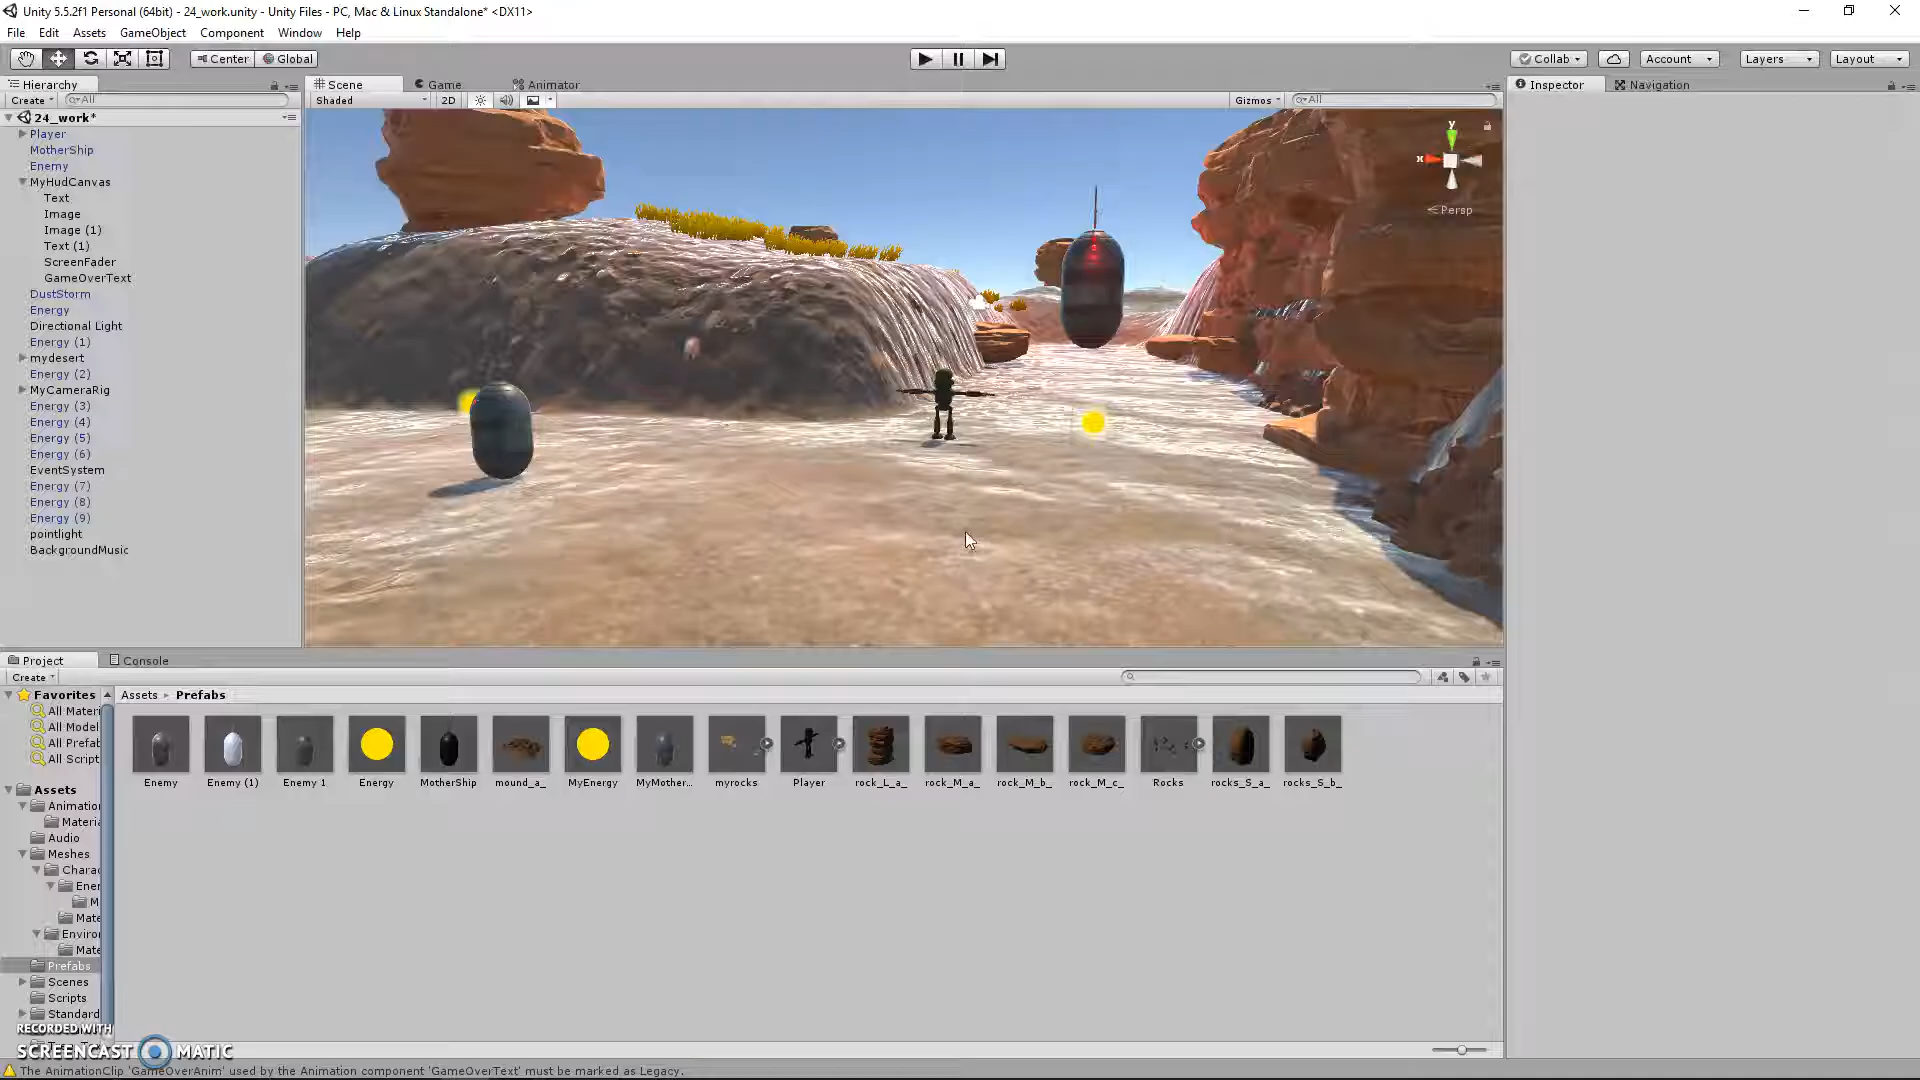 Unity 5.5.2f1 Personal (64bit) - 24_work.unity - Unity Files - PC, Mac & Linux Standalone* <DX11>
File Edit Assets GameObject Component Window Help
Center Global Collab Account Layers Layout
Hierarchy
Create All
24_work*
Player
MotherShip
Enemy
MyHudCanvas
Text
Image
Image (1)
Text (1)
ScreenFader
GameOverText
DustStorm
Energy
Directional Light
Energy (1)
mydesert
Energy (2)
MyCameraRig
Energy (3)
Energy (4)
Energy (5)
Energy (6)
EventSystem
Energy (7)
Energy (8)
Energy (9)
pointlight
BackgroundMusic
Scene Game Animator
Shaded 2D Gizmos All
y
x
Persp
Inspector Navigation
Project Console
Create
Favorites
All Materi
All Model
All Prefab
All Script
Assets
Animation
Materia
Audio
Meshes
Charac
Enem
M
Mate
Enviro
Mate
Prefabs
Scenes
Scripts
Standard
Assets Prefabs
Enemy Enemy (1) Enemy 1 Energy MotherShip mound_a_ MyEnergy MyMother... myrocks Player rock_L_a_ rock_M_a_ rock_M_b_ rock_M_c_ Rocks rocks_S_a_ rocks_S_b_
RECORDED WITH
SCREENCAST MATIC
The AnimationClip 'GameOverAnim' used by the Animation component 'GameOverText' must be marked as Legacy.